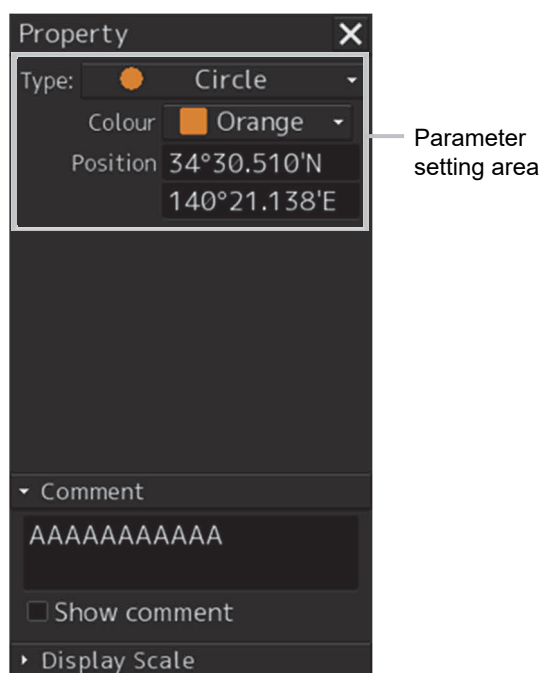 Property
Type: Circle
Colour Orange
Position 34°30.510'N
140°21.138'E
Parameter
setting area
Comment
AAAAAAAAAAA
Show comment
Display Scale